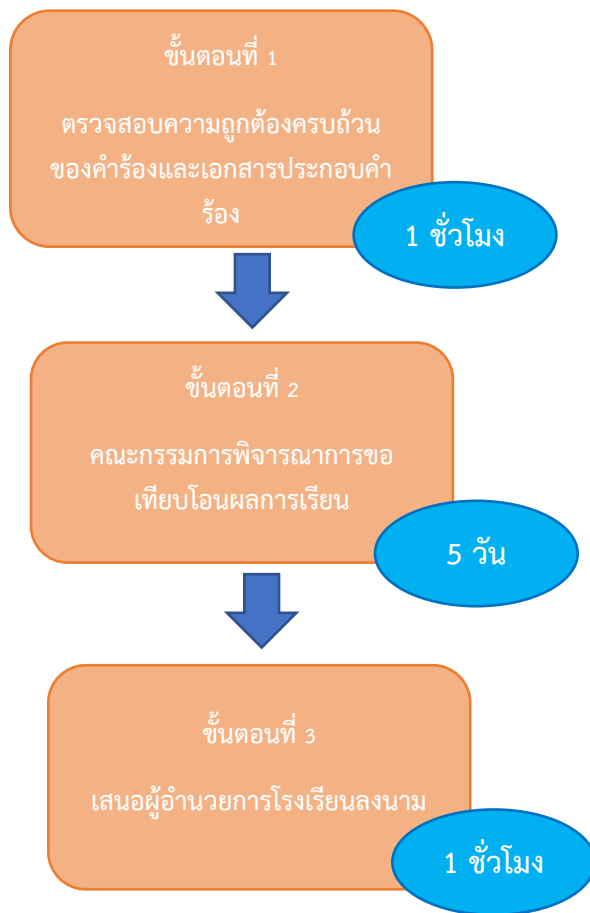 ขั้นตอนที่ 1
ตรวจสอบความถูกต้องครบถ้วน
ของคำร้องและเอกสารประกอบคำ
ร้อง
1 ชั่วโมง
ขั้นตอนที่ 2
คณะกรรมการพิจารณาการขอ
เทียบโอนผลการเรียน
5 วัน
ขั้นตอนที่ 3
เสนอผู้อำนวยการโรงเรียนลงนาม
1 ชั่วโมง